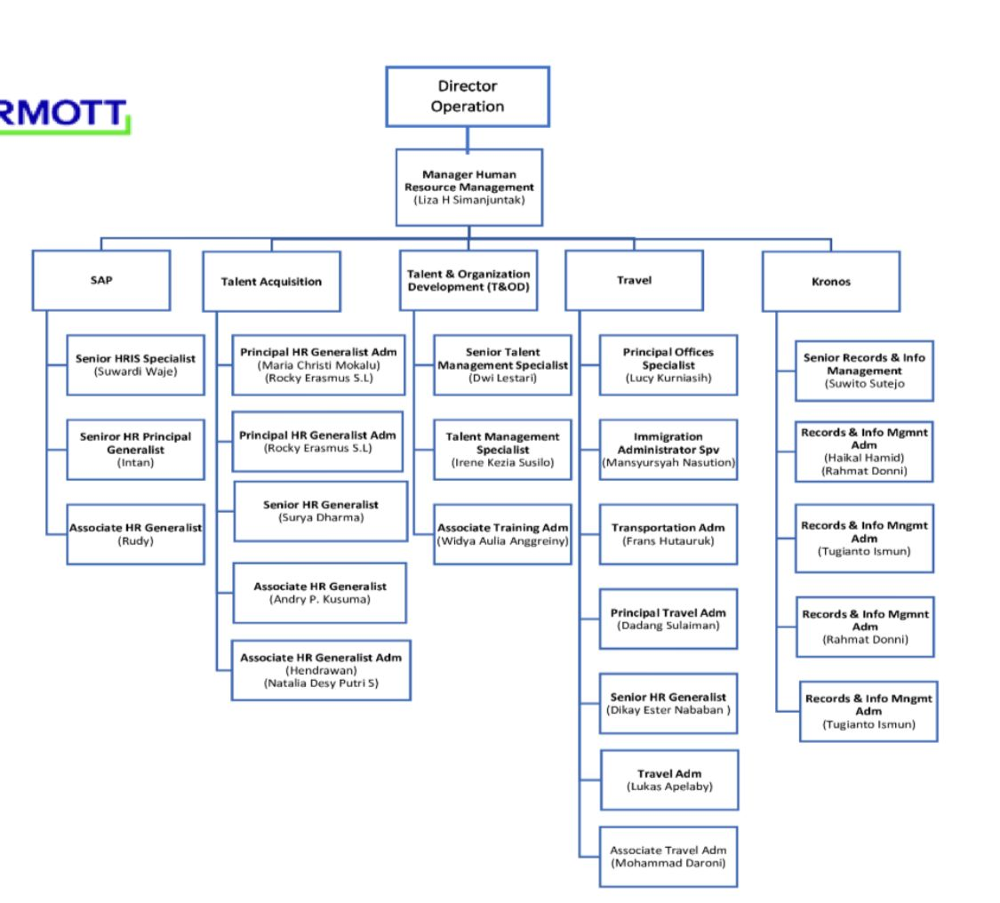 RMOTT
Director
Operation
Manager Human
Resource Management
(Liza H Simanjuntak)
SAP
Talent Acquisition
Talent & Organization
Development (T&OD)
Travel
Kronos
Senior HRIS Specialist
(Suwardi Waje)
Seniror HR Principal
Generalist
(Intan)
Associate HR Generalist
(Rudy)
Principal HR Generalist Adm
(Maria Christi Mokalu)
(Rocky Erasmus S.L)
Principal HR Generalist Adm
(Rocky Erasmus S.L)
Senior HR Generalist
(Surya Dharma)
Associate HR Generalist
(Andry P. Kusuma)
Associate HR Generalist Adm
(Hendrawan)
(Natalia Desy Putri S)
Senior Talent
Management Specialist
(Dwi Lestari)
Talent Management
Specialist
(Irene Kezia Susilo)
Associate Training Adm
(Widya Aulia Anggreiny)
Principal Offices
Specialist
(Lucy Kurniasih)
Immigration
Administrator Spv
(Mansyursyah Nasution)
Transportation Adm
(Frans Hutauruk)
Principal Travel Adm
(Dadang Sulaiman)
Senior HR Generalist
(Dikay Ester Nababan )
Travel Adm
(Lukas Apelaby)
Associate Travel Adm
(Mohammad Daroni)
Senior Records & Info
Management
(Suwito Sutejo
Records & Info Mgmnt
Adm
(Haikal Hamid)
(Rahmat Donni)
Records & Info Mngmt
Adm
(Tugianto Ismun)
Records & Info Mgmnt
Adm
(Rahmat Donni)
Records & Info Mngmt
Adm
(Tugianto Ismun)